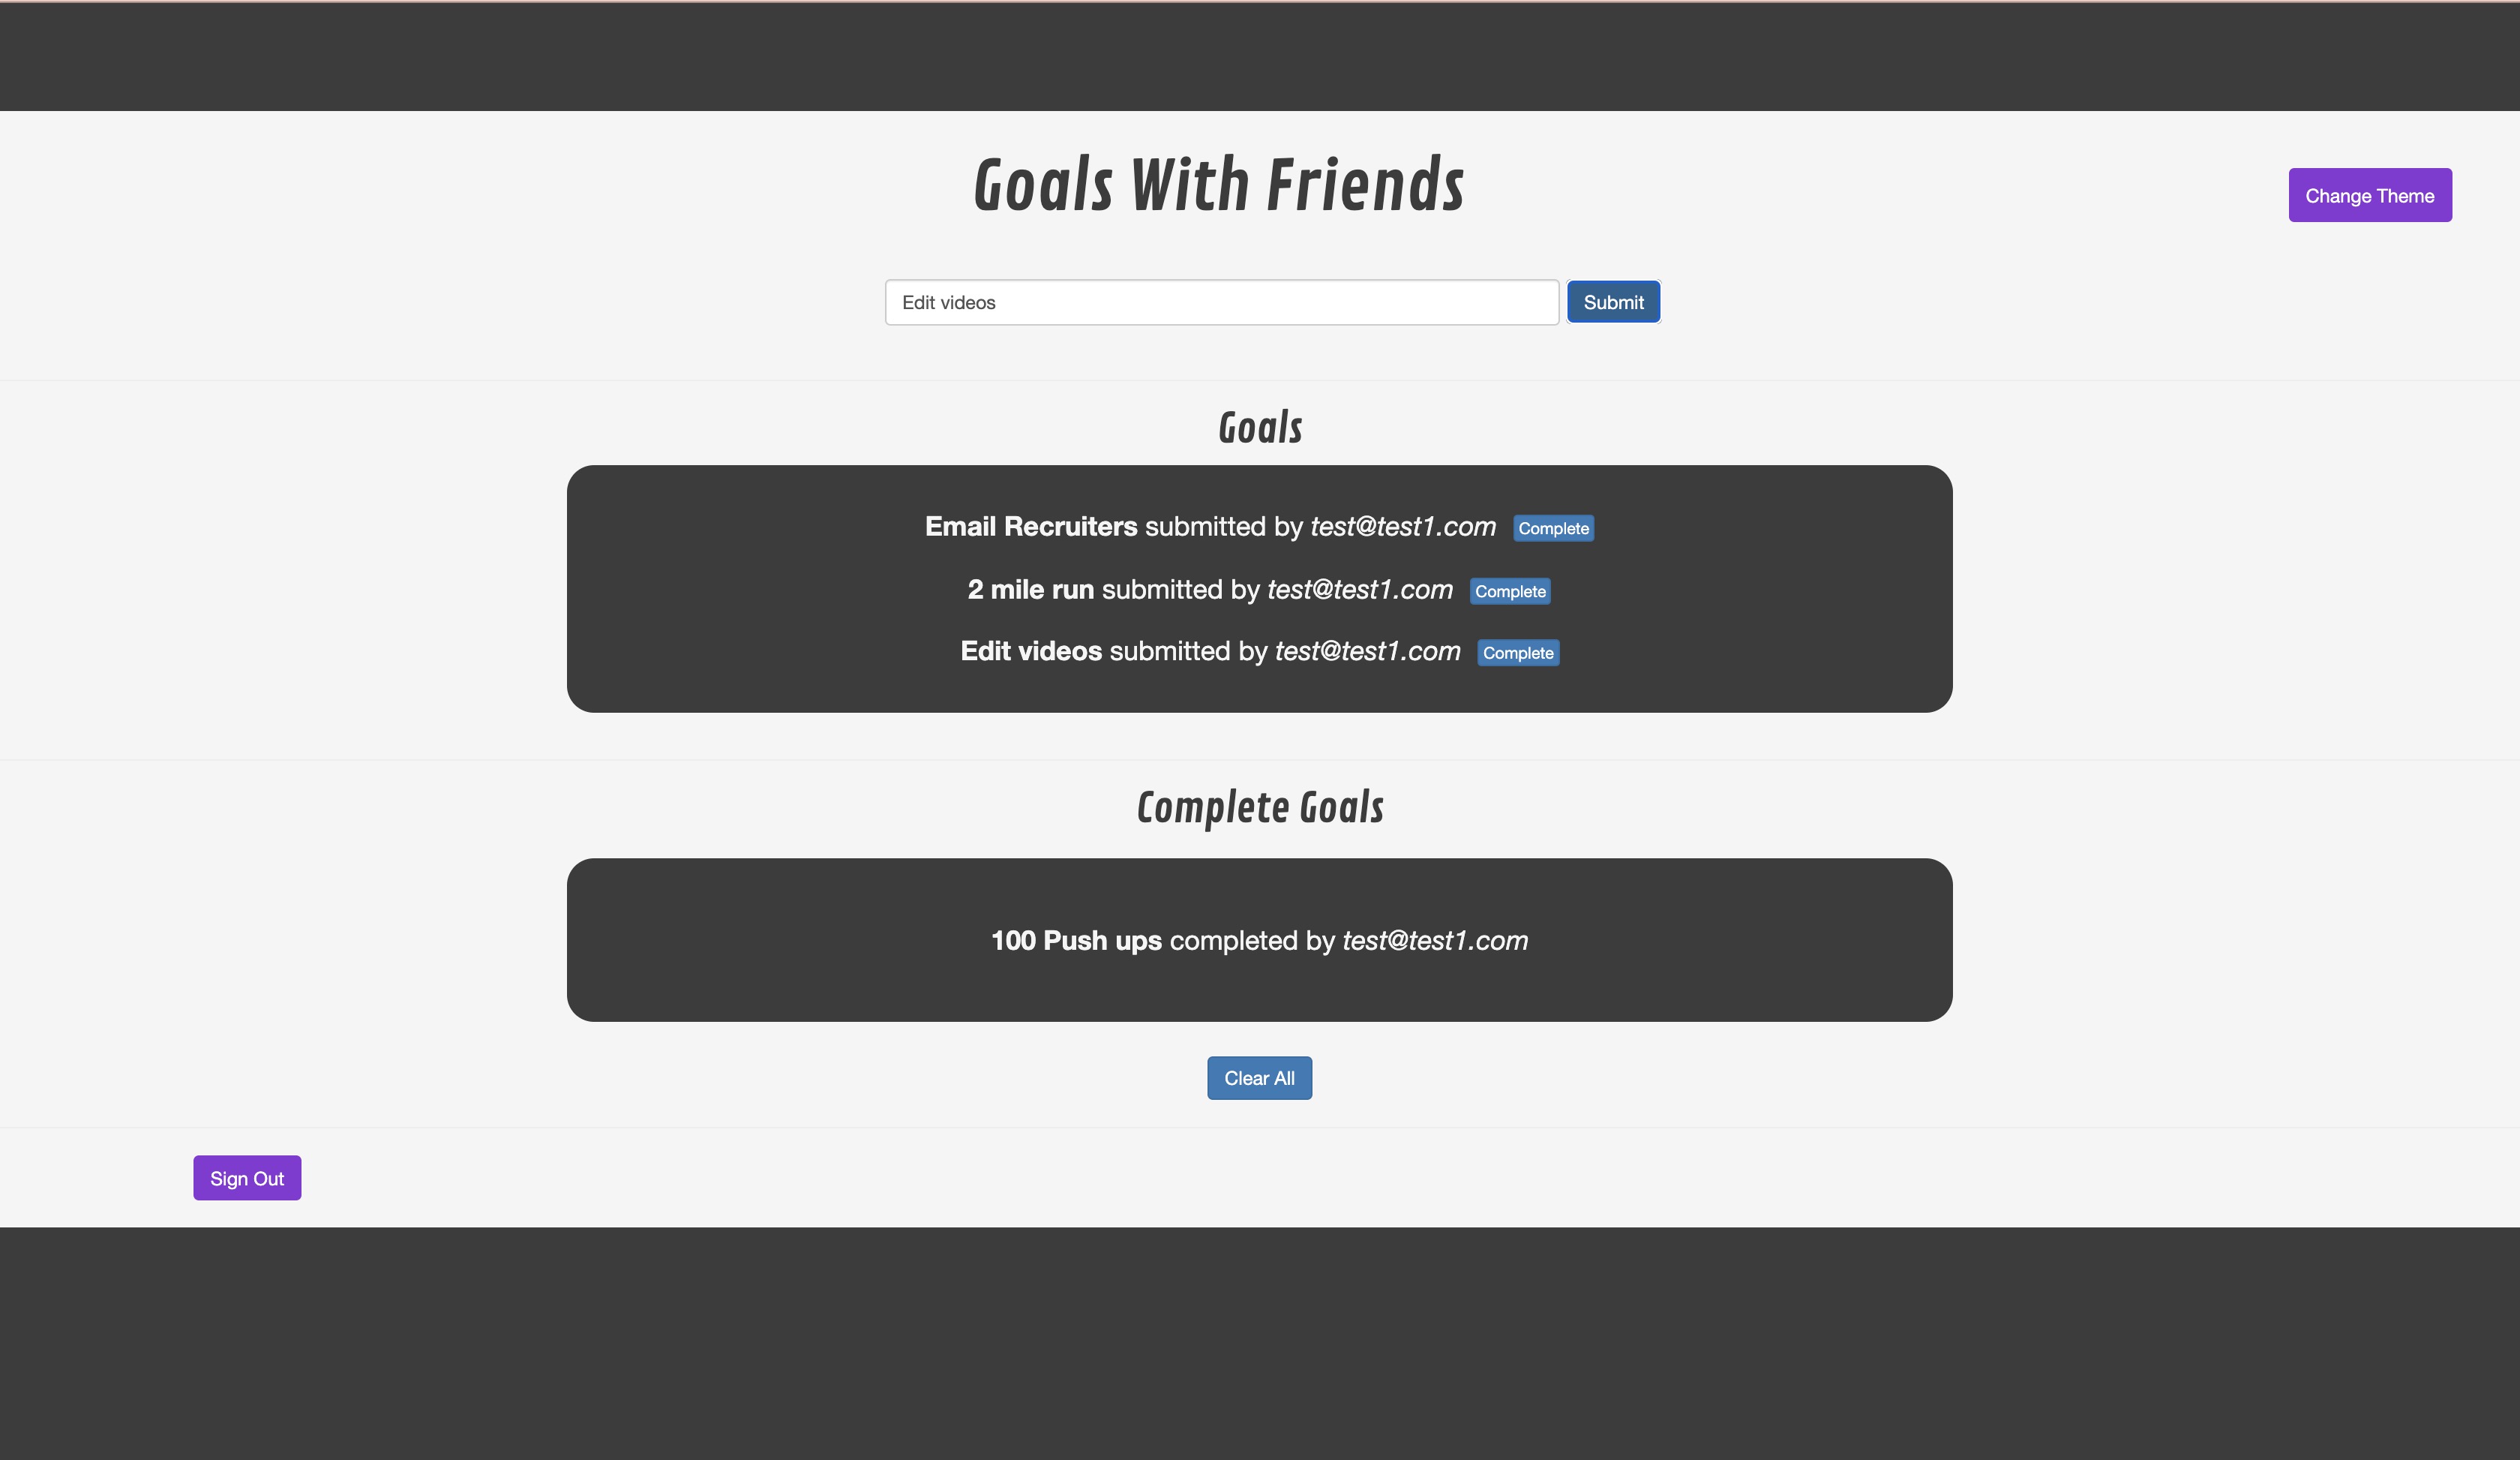 Goals With Friends
Change Theme
Edit videos
Submit
Goals
Email Recruiters submitted by test@test1.com Complete
2 mile run submitted by test@test1.com Complete
Edit videos submitted by test@test1.com Complete
Complete Goals
100 Push ups completed by test@test1.com
Clear All
Sign Out